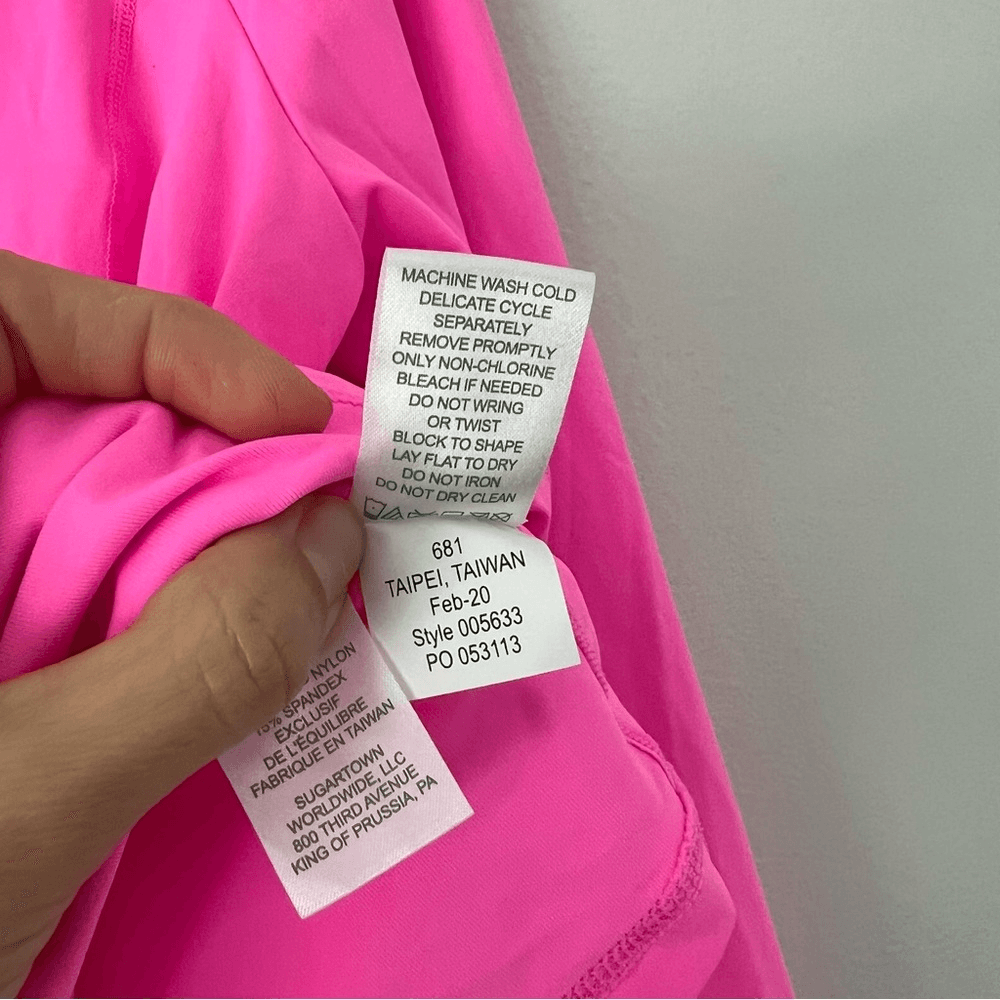 MACHINE WASH COLD
DELICATE CYCLE
SEPARATELY
REMOVE PROMPTLY
ONLY NON-CHLORINE
BLEACH IF NEEDED
DO NOT WRING
OR TWIST
BLOCK TO SHAPE
LAY FLAT TO DRY
DO NOT IRON
DO NOT DRY CLEAN
681
TAIPEI, TAIWAN
Feb-20
Style 005633
PO 053113
NYLON
SPANDEX
EXCLUSIF
DE L'ÉQUILIBRE
FABRIQUE EN TAIWAN
SUGARTOWN
WORLDWIDE, LLC
800 THIRD AVENUE
KING OF PRUSSIA, PA